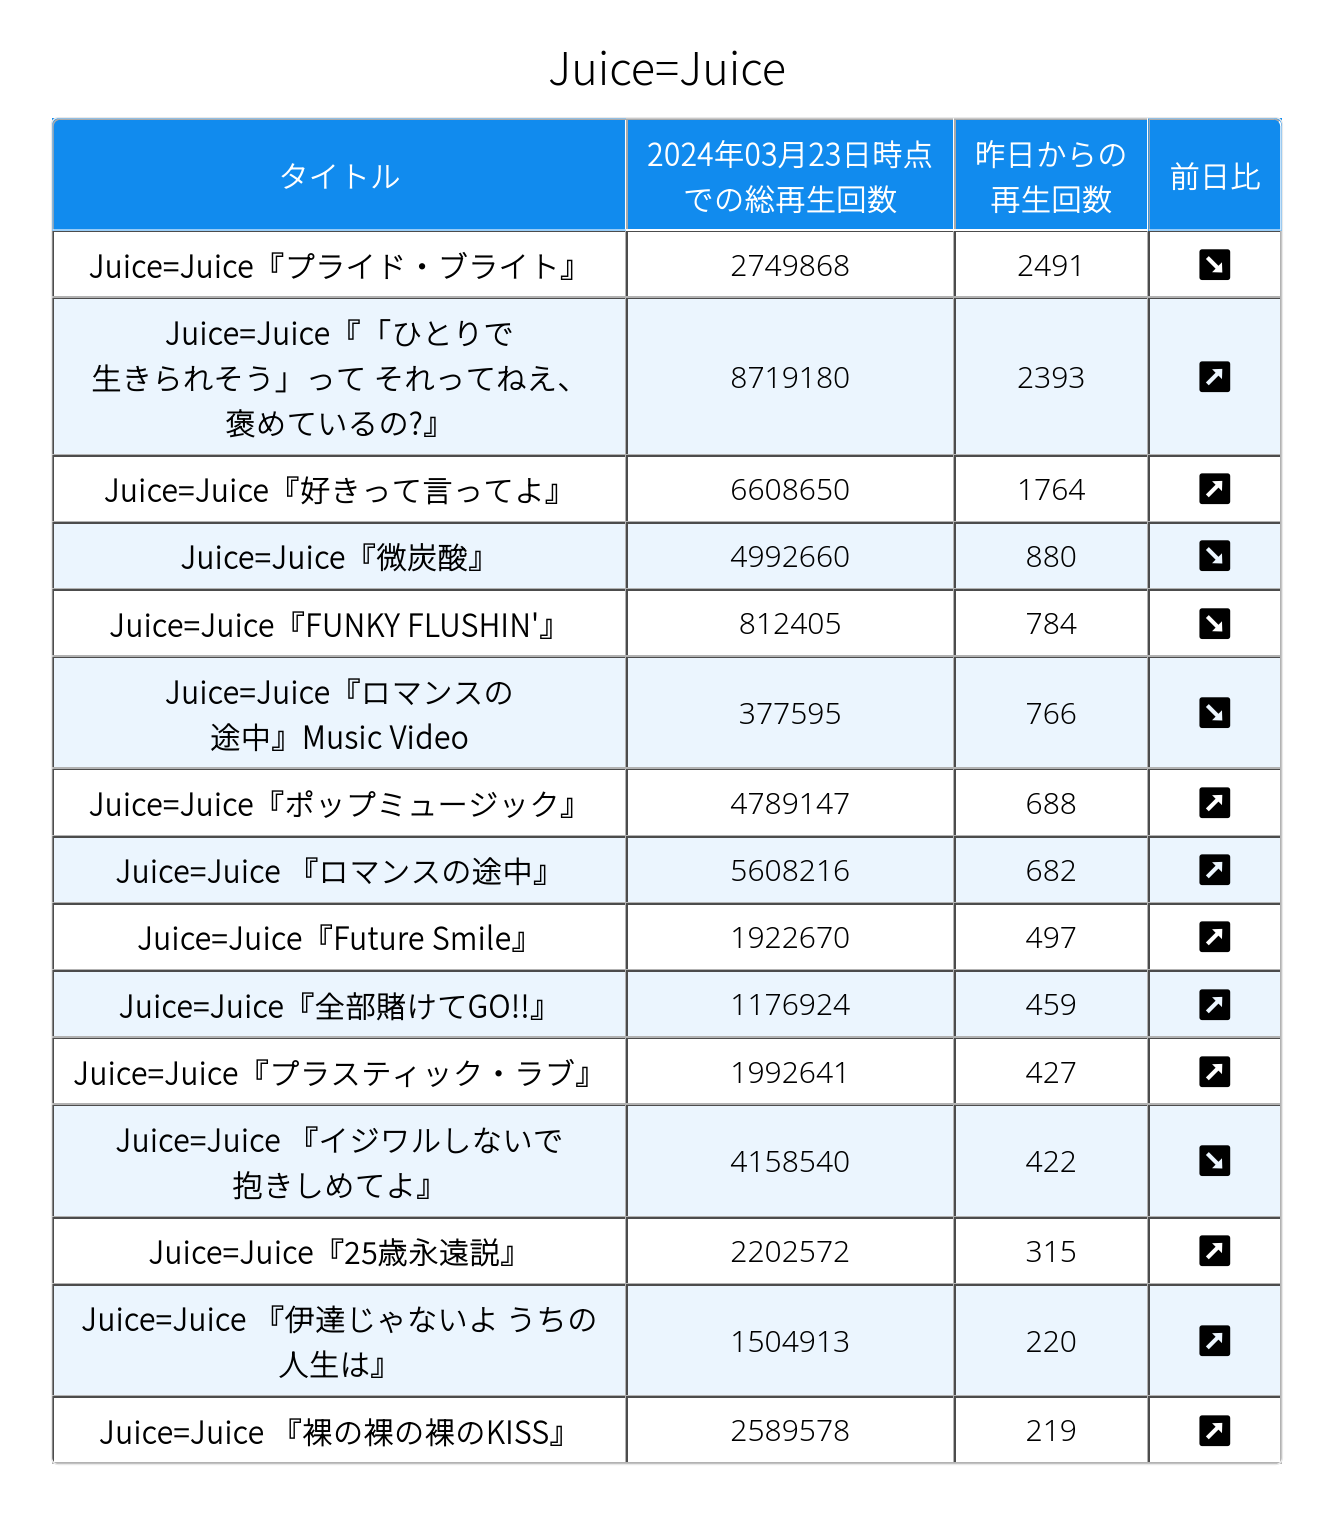 Juice=Juice
タイトル
2024年03月23日時点
での総再生回数
昨日からの
再生回数
前日比
Juice=Juice『プライド・ブライト』
2749868
2491
Juice=Juice『「ひとりで
生きられそう」って それってねえ、
褒めているの?』
8719180
2393
Juice=Juice『好きって言ってよ』
6608650
1764
Juice=Juice『微炭酸』
4992660
880
Juice=Juice『FUNKY FLUSHIN'』
812405
784
Juice=Juice『ロマンスの
途中』Music Video
377595
766
Juice=Juice『ポップミュージック』
4789147
688
Juice=Juice 『ロマンスの途中』
5608216
682
Juice=Juice『Future Smile』
1922670
497
Juice=Juice『全部賭けてGO!!』
1176924
459
Juice=Juice『プラスティック・ラブ』
1992641
427
Juice=Juice 『イジワルしないで
抱きしめてよ』
4158540
422
Juice=Juice『25歳永遠説』
2202572
315
Juice=Juice 『伊達じゃないよ うちの
人生は』
1504913
220
Juice=Juice 『裸の裸の裸のKISS』
2589578
219